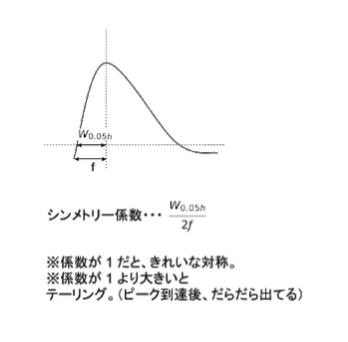 W0.05h
f
シンメトリー係数・・・ W0.05h
2f
※係数が1だと、きれいな対称。
※係数が1より大きいと
テーリング。(ピーク到達後、だらだら出てる)